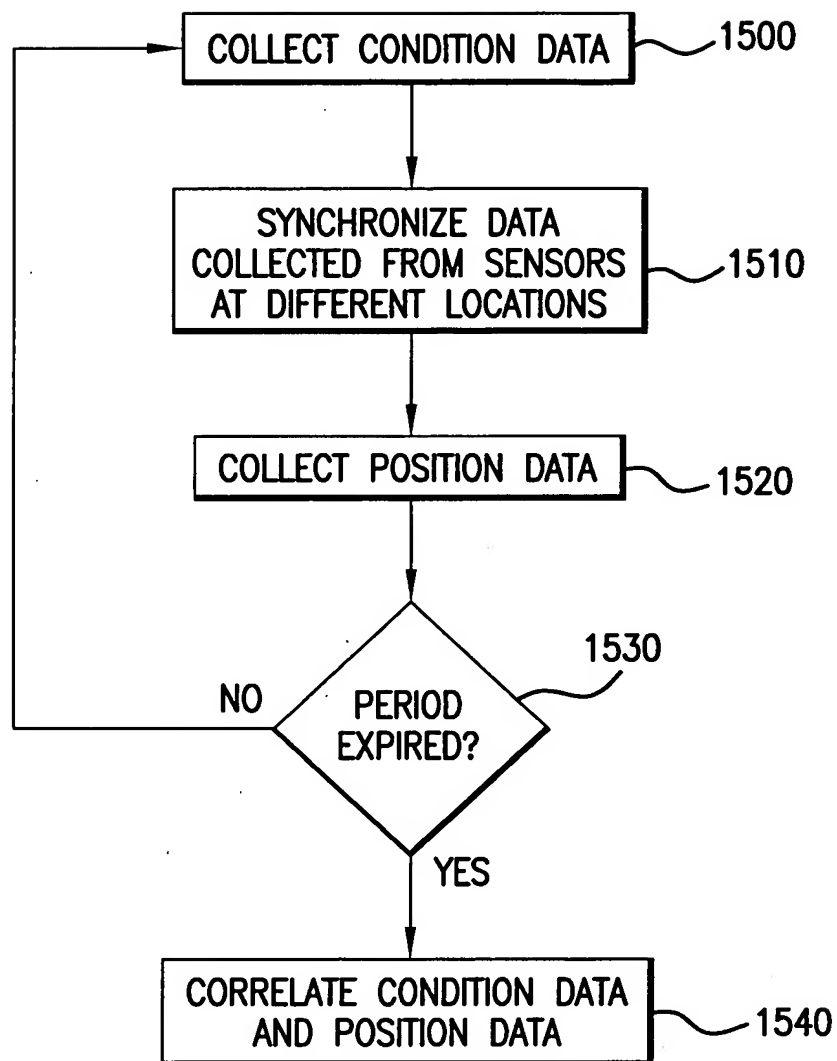 COLLECT CONDITION DATA
1500
SYNCHRONIZE DATA
COLLECTED FROM SENSORS
AT DIFFERENT LOCATIONS
1510
COLLECT POSITION DATA
1520
1530
NO
PERIOD
EXPIRED?
YES
CORRELATE CONDITION DATA
AND POSITION DATA
1540